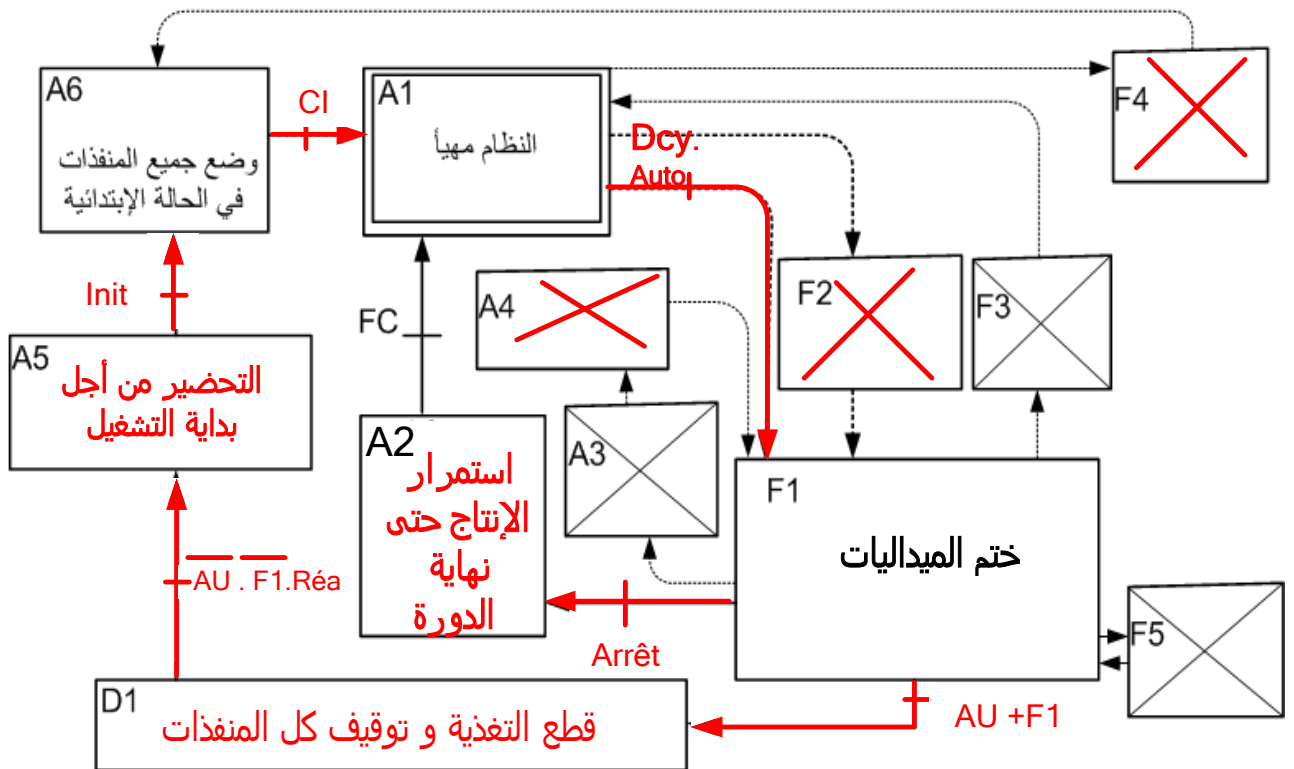 A6
وضع جميع المنفذات
في الحالة الإبتدائية
CI
A1
النظام مهيأ
Dcy.
Auto
F4
Init
FC
A4
F2
F3
A5
التحضير من أجل
بداية التشغيل
A2
استمرار
الإنتاج حتى
نهاية
الدورة
A3
F1
ختم الميداليات
A̅U̅ . F̅1̅.Réa
Arrêt
F5
D1
قطع التغذية و توقيف كل المنفذات
AU +F1